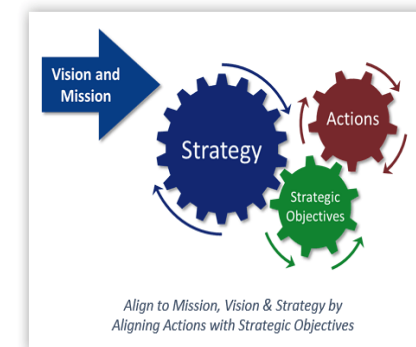 Vision and
Mission
Strategy
Actions
Strategic
Objectives
Align to Mission, Vision & Strategy by
Aligning Actions with Strategic Objectives